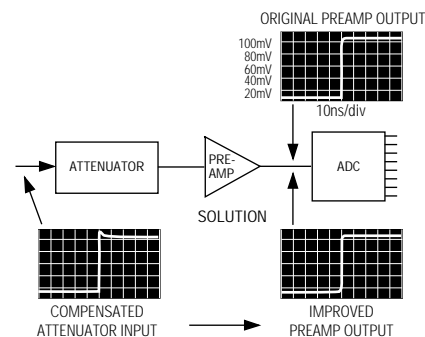 ORIGINAL PREAMP OUTPUT
100mV
80mV
60mV
40mV
20mV
10ns/div
ATTENUATOR
PRE-
AMP
ADC
SOLUTION
COMPENSATED
ATTENUATOR INPUT
IMPROVED
PREAMP OUTPUT